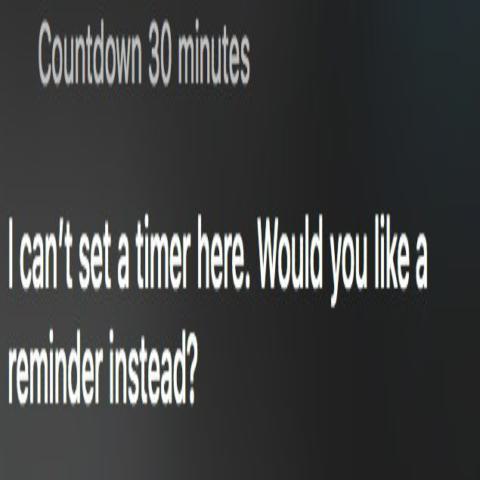 Countdown 30 minutes
I can't set a timer here. Would you like a
reminder instead?